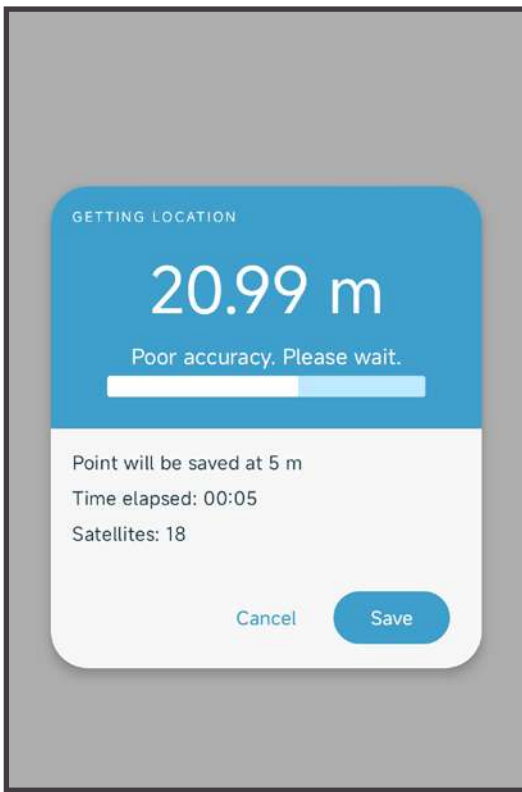 GETTING LOCATION
20.99 m
Poor accuracy. Please wait.
Point will be saved at 5 m
Time elapsed: 00:05
Satellites: 18
Cancel Save